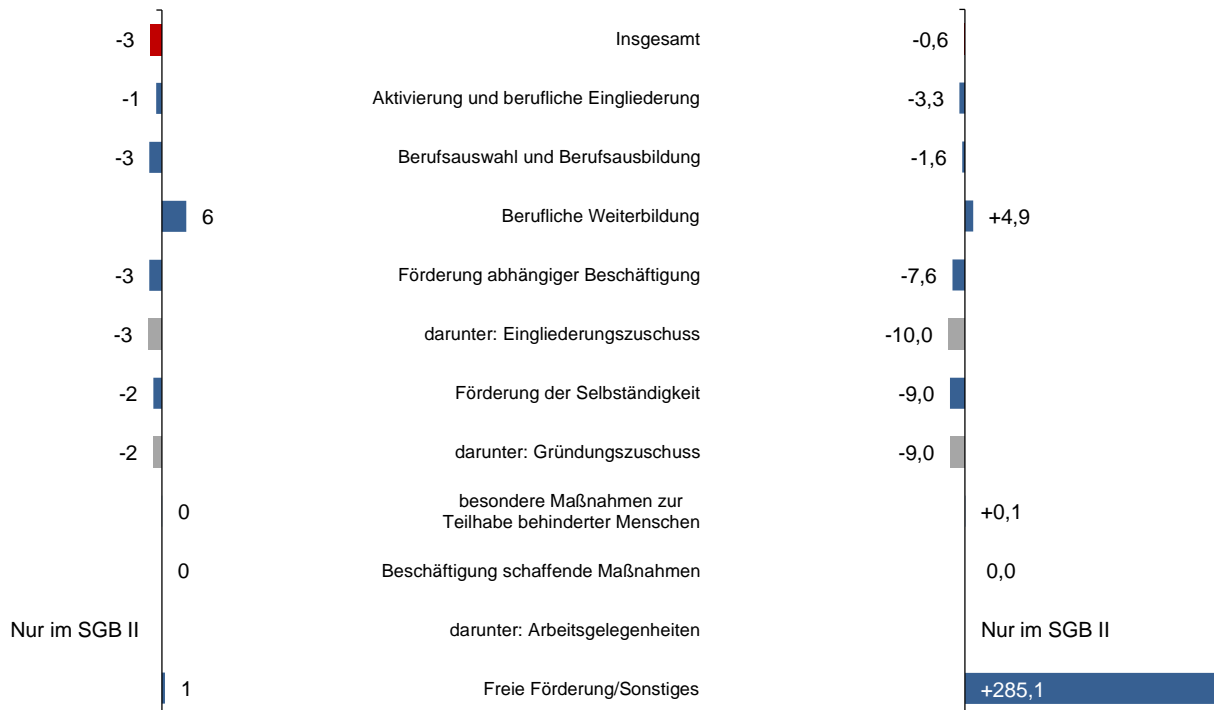 -3 Insgesamt -0,6
-1 Aktivierung und berufliche Eingliederung -3,3
-3 Berufsauswahl und Berufsausbildung -1,6
6 Berufliche Weiterbildung +4,9
-3 Förderung abhängiger Beschäftigung -7,6
-3 darunter: Eingliederungszuschuss -10,0
-2 Förderung der Selbständigkeit -9,0
-2 darunter: Gründungszuschuss -9,0
besondere Maßnahmen zur
0 Teilhabe behinderter Menschen +0,1
0 Beschäftigung schaffende Maßnahmen 0,0
Nur im SGB II darunter: Arbeitsgelegenheiten Nur im SGB II
1 Freie Förderung/Sonstiges +285,1